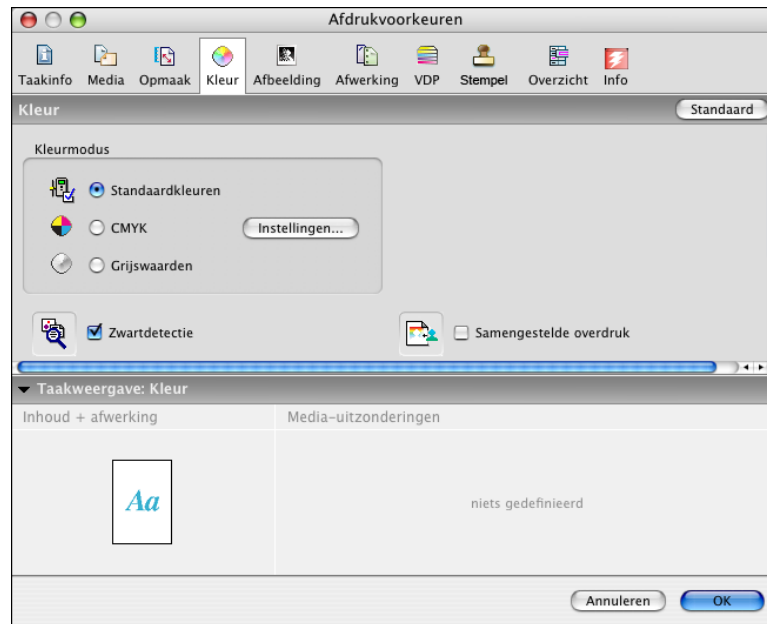 Afdrukvoorkeuren
Taakinfo Media Opmaak Kleur Afbeelding Afwerking VDP Stempel Overzicht Info
Kleur Standaard
Kleurmodus
Standaardkleuren
CMYK Instellingen...
Grijswaarden
Zwartdetectie Samengestelde overdruk
Taakweergave: Kleur
Inhoud + afwerking Media-uitzonderingen
Aa niets gedefinieerd
Annuleren OK